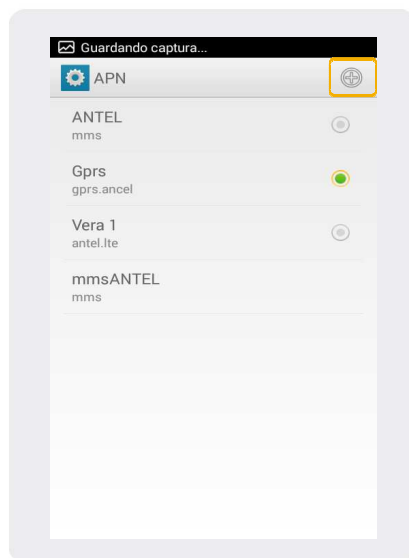 Guardando captura...
APN
ANTEL
mms
Gprs
gprs.ancel
Vera 1
antel.lte
mmsANTEL
mms